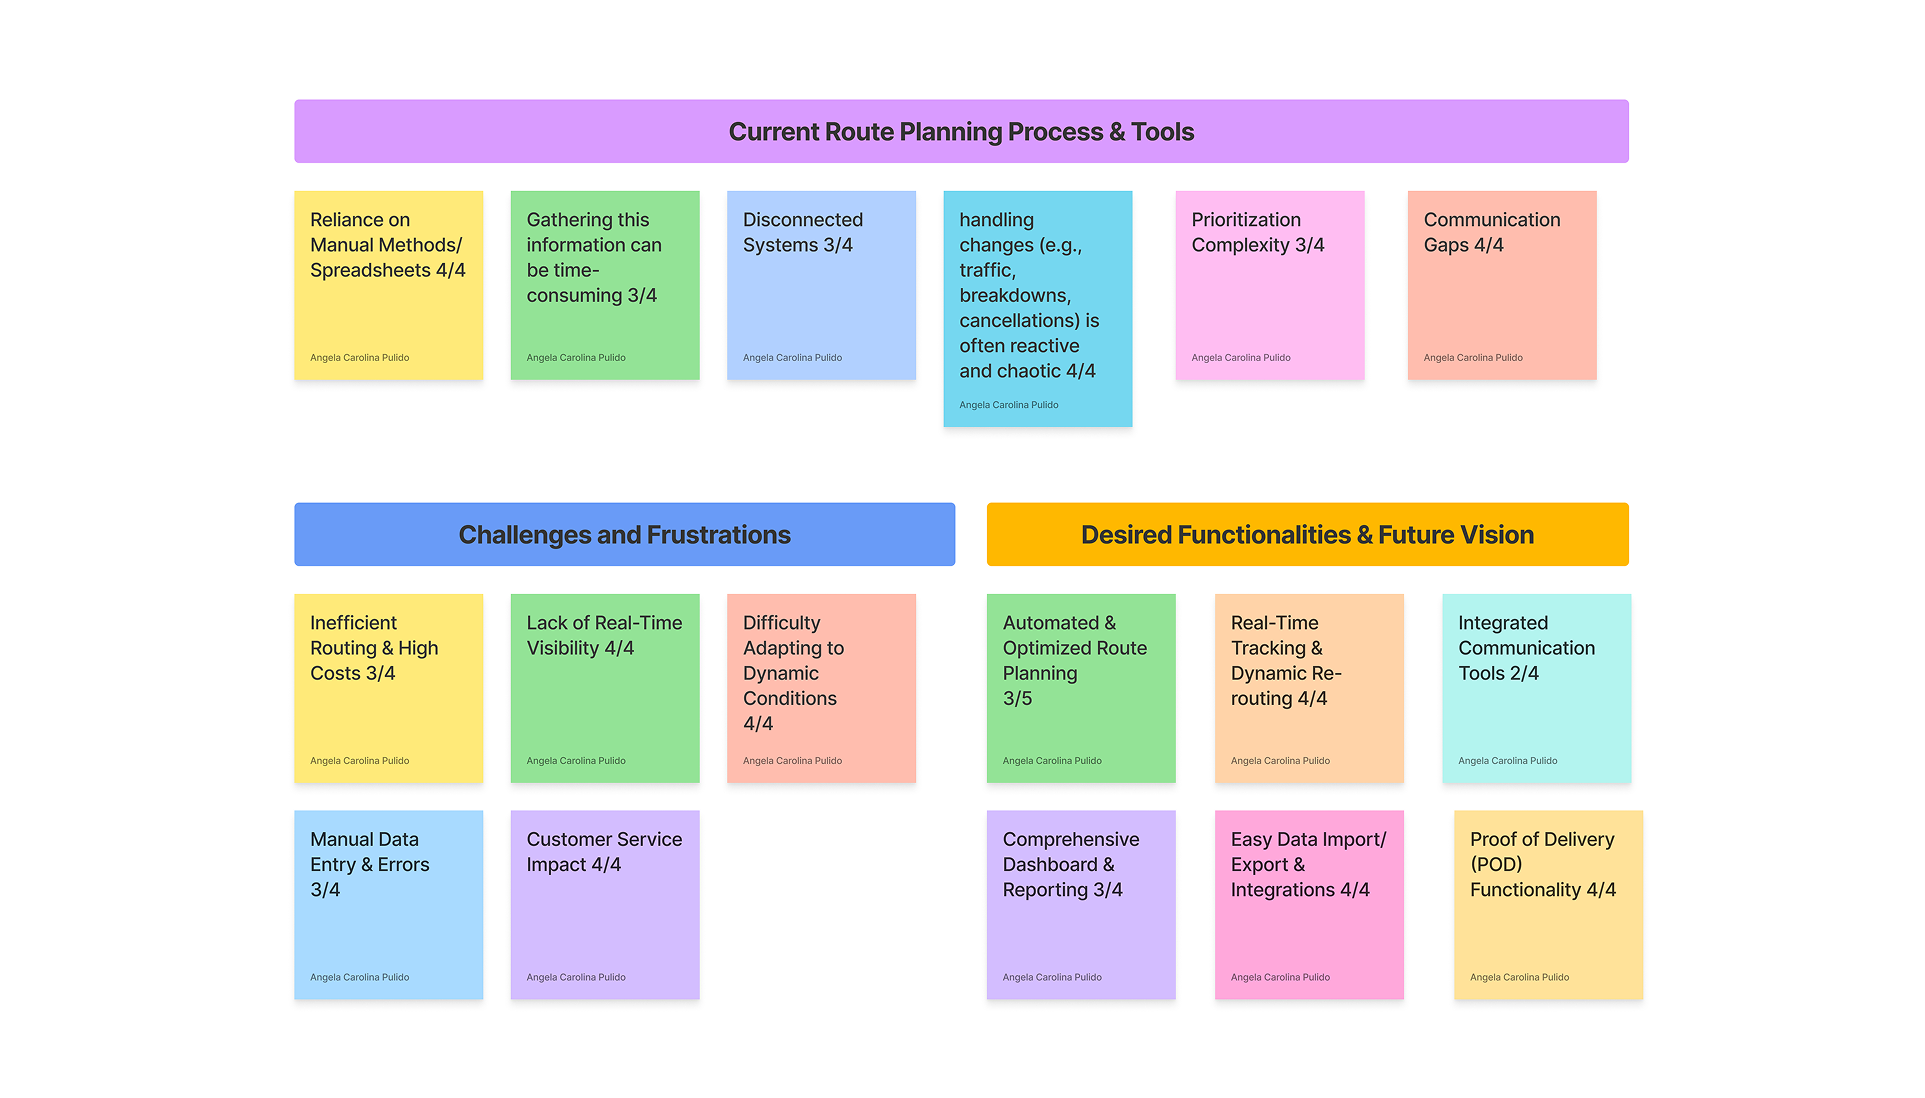 Current Route Planning Process & Tools
Reliance on
Manual Methods/
Spreadsheets 4/4
Angela Carolina Pulido
Gathering this
information can
be time-
consuming 3/4
Angela Carolina Pulido
Disconnected
Systems 3/4
Angela Carolina Pulido
handling
changes (e.g.,
traffic,
breakdowns,
cancellations) is
often reactive
and chaotic 4/4
Angela Carolina Pulido
Prioritization
Complexity 3/4
Angela Carolina Pulido
Communication
Gaps 4/4
Angela Carolina Pulido
Challenges and Frustrations
Inefficient
Routing & High
Costs 3/4
Angela Carolina Pulido
Lack of Real-Time
Visibility 4/4
Angela Carolina Pulido
Difficulty
Adapting to
Dynamic
Conditions
4/4
Angela Carolina Pulido
Manual Data
Entry & Errors
3/4
Angela Carolina Pulido
Customer Service
Impact 4/4
Angela Carolina Pulido
Desired Functionalities & Future Vision
Automated &
Optimized Route
Planning
3/5
Angela Carolina Pulido
Real-Time
Tracking &
Dynamic Re-
routing 4/4
Angela Carolina Pulido
Integrated
Communication
Tools 2/4
Angela Carolina Pulido
Comprehensive
Dashboard &
Reporting 3/4
Angela Carolina Pulido
Easy Data Import/
Export &
Integrations 4/4
Angela Carolina Pulido
Proof of Delivery
(POD)
Functionality 4/4
Angela Carolina Pulido